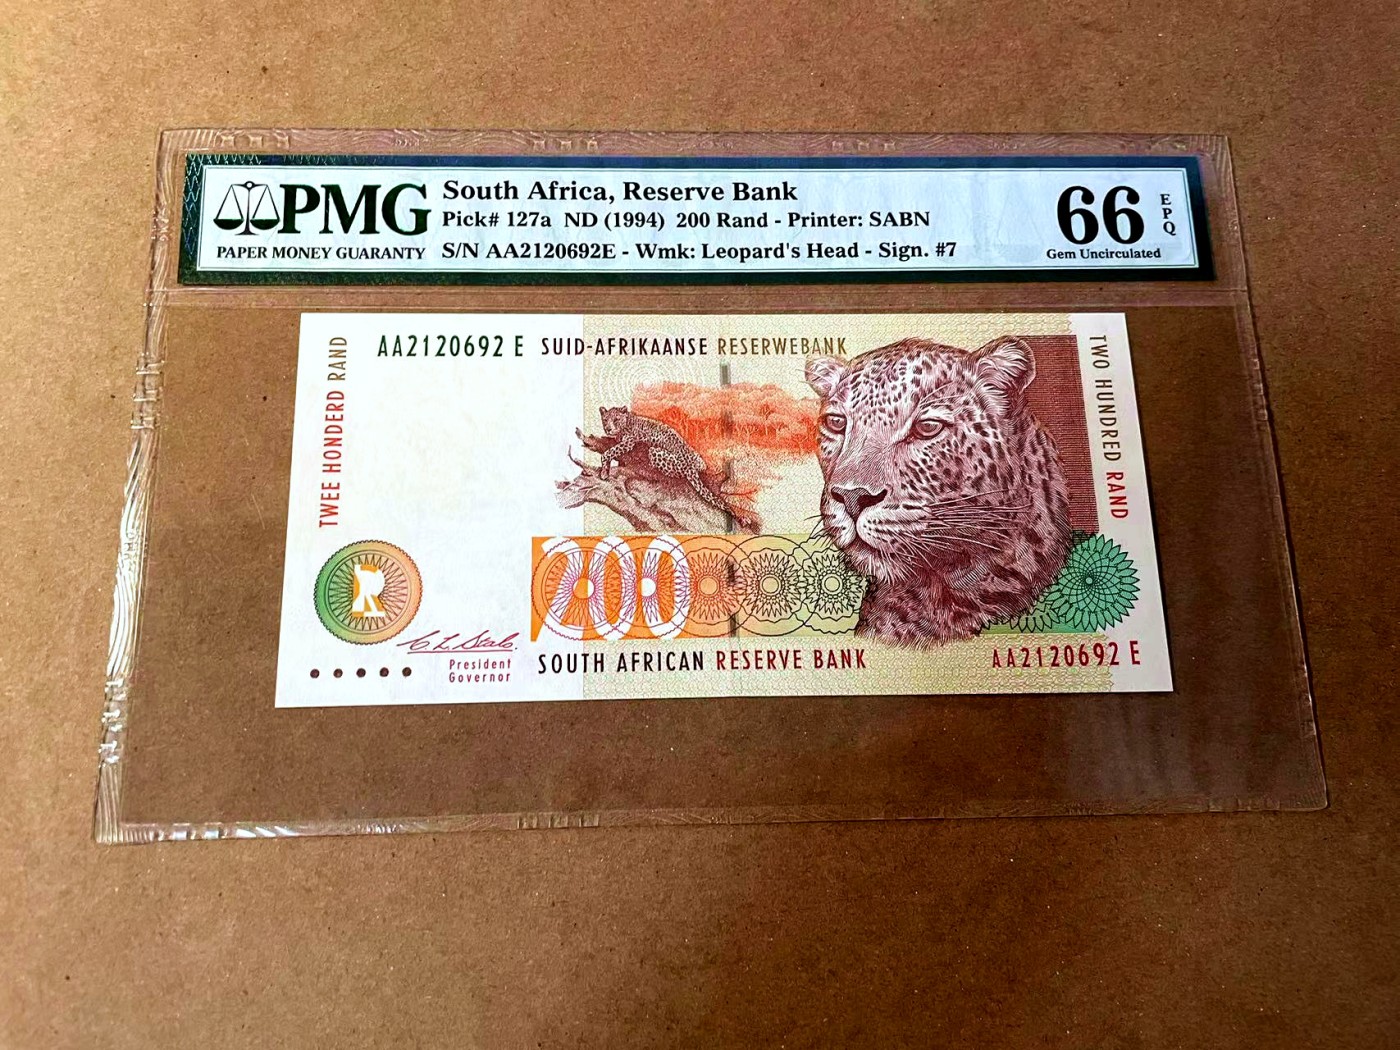 PMG
PAPER MONEY GUARANTY
South Africa, Reserve Bank
Pick# 127a ND (1994) 200 Rand - Printer: SABN
S/N AA2120692E - Wmk: Leopard's Head - Sign. #7
66
EPQ
Gem Uncirculated
TWEE HONDERD RAND
AA2120692 E
SUID-AFRIKAANSE RESERWEBANK
TWO HUNDRED RAND
200
R
C L Stals.
President
Governor
SOUTH AFRICAN RESERVE BANK
AA2120692 E